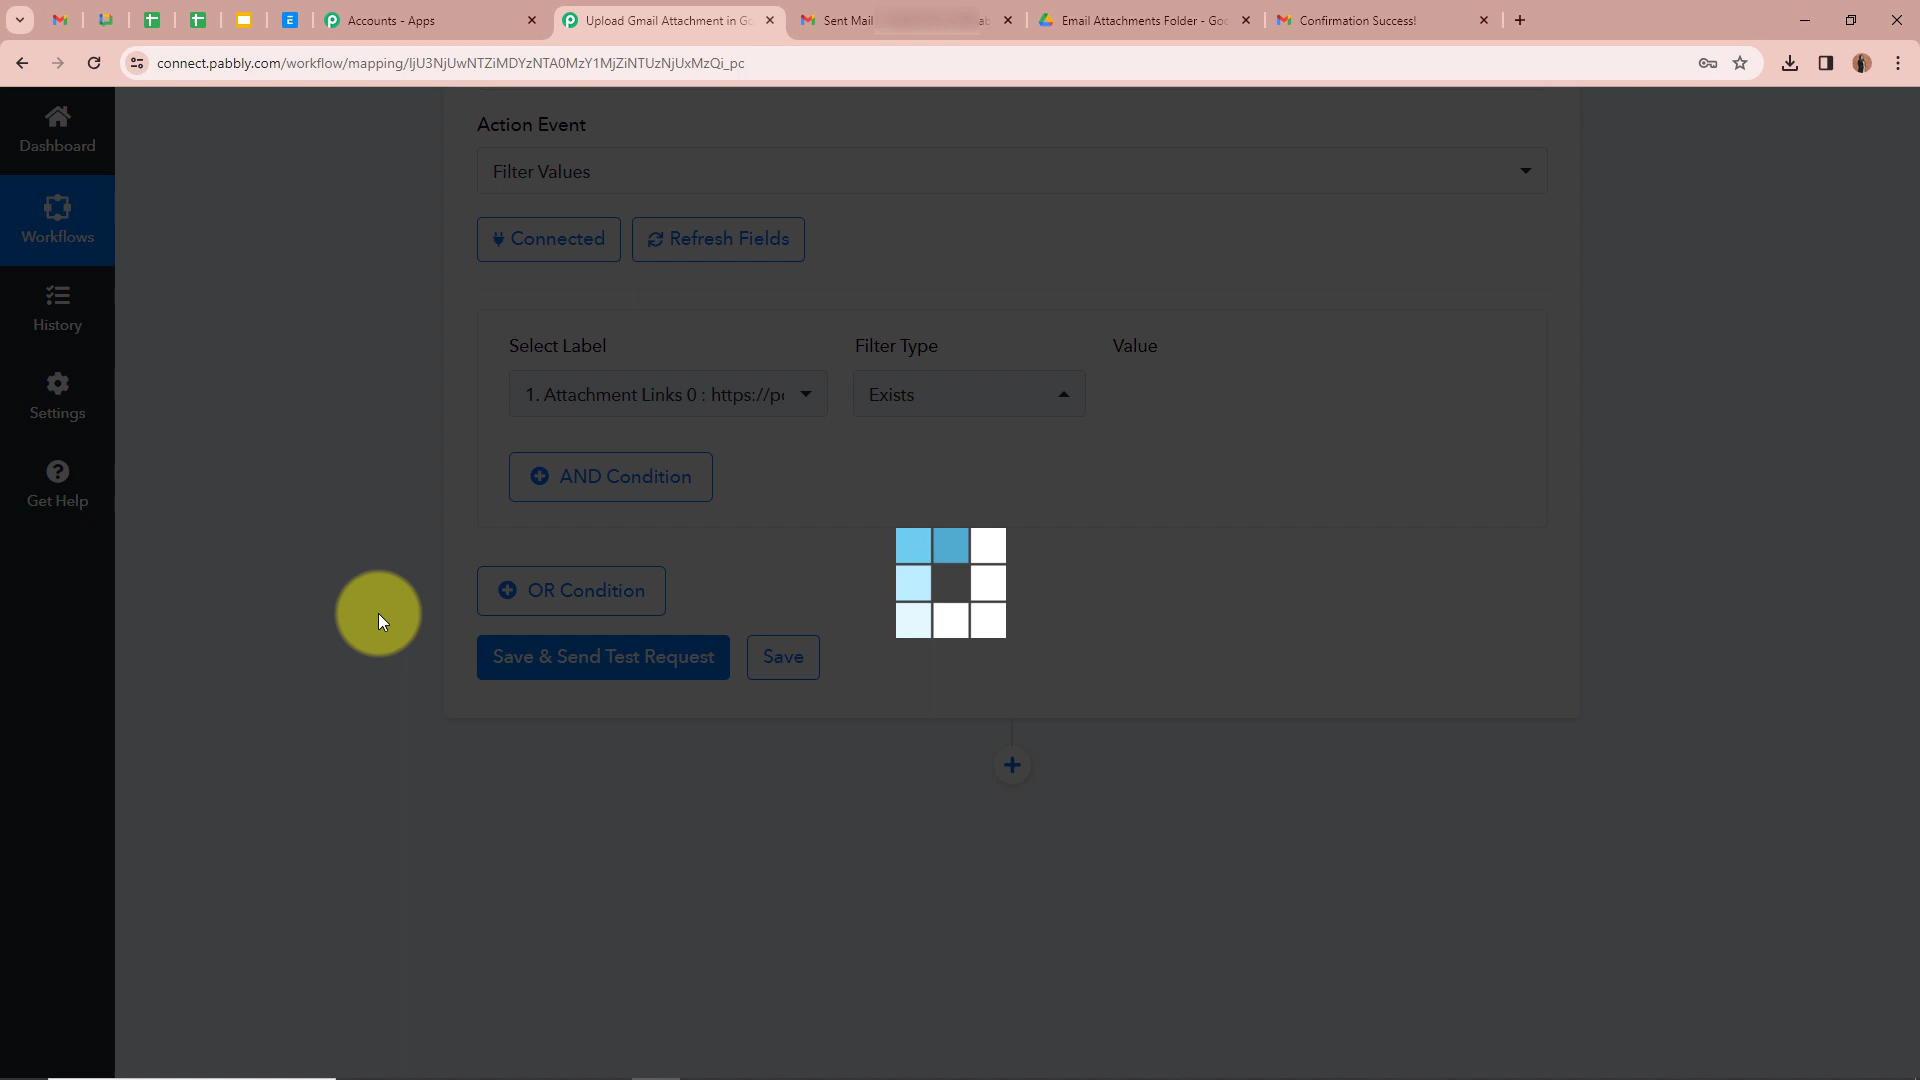 Accounts - Apps
Upload Gmail Attachment in Go
Sent Mail
Email Attachments Folder - Goo
Confirmation Success!
connect.pabbly.com/workflow/mapping/IjU3NjUwNTZiMDYzNTA0MzY1MjZiNTUzNjUxMzQi_pc
Dashboard
Workflows
History
Settings
Get Help
Action Event
Filter Values
Connected
Refresh Fields
Select Label
Filter Type
Value
1. Attachment Links 0 : https://p
Exists
AND Condition
OR Condition
Save & Send Test Request
Save